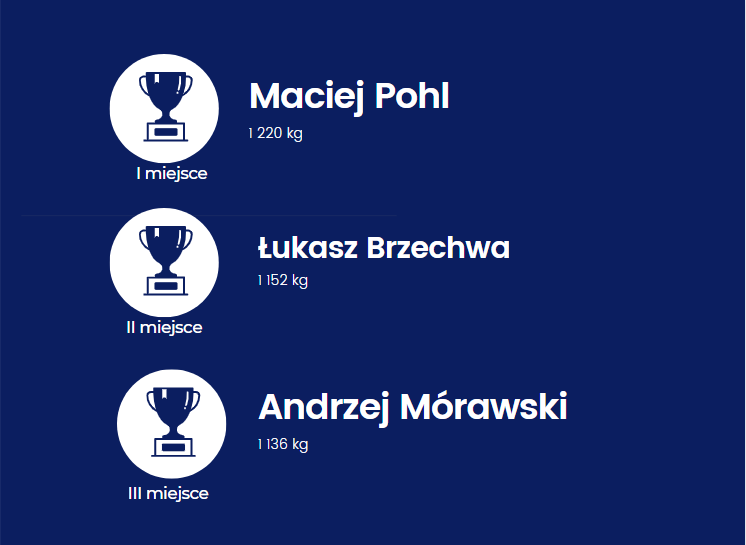 Maciej Pohl
1 220 kg
I miejsce
Łukasz Brzechwa
1 152 kg
II miejsce
Andrzej Mórawski
1 136 kg
III miejsce